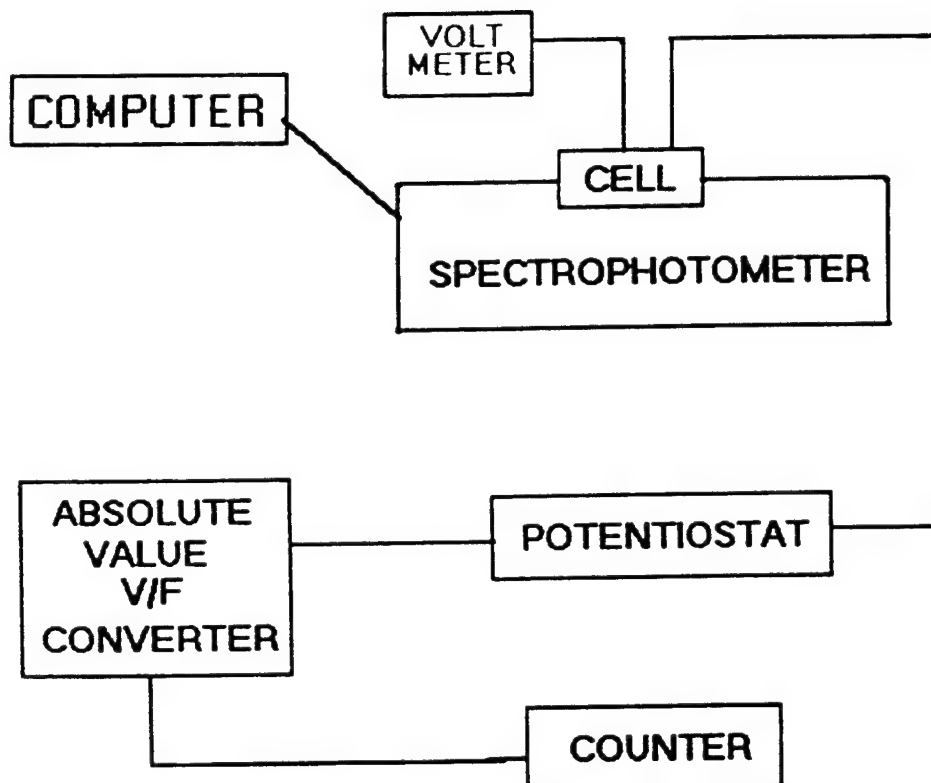 VOLT
METER
COMPUTER
CELL
SPECTROPHOTOMETER
ABSOLUTE
VALUE
V/F
CONVERTER
POTENTIOSTAT
COUNTER